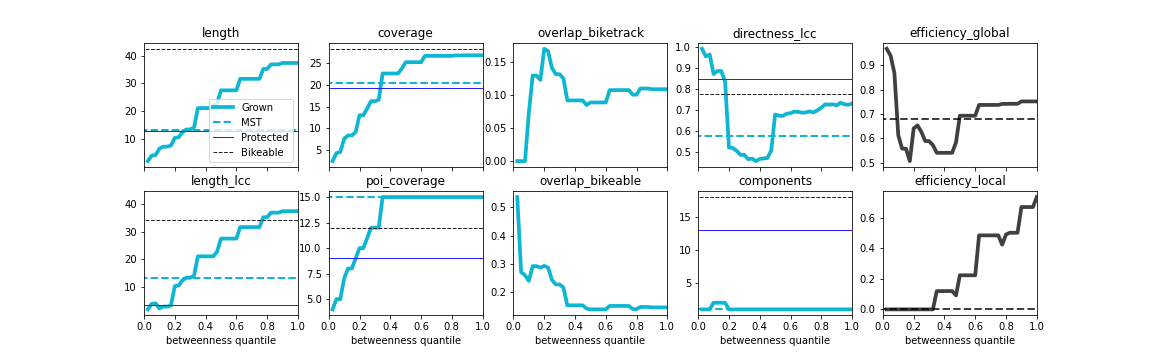 length
coverage
overlap_biketrack
directness_lcc
efficiency_global
40
30
20
10
25
20
15
10
5
0.15
0.10
0.05
0.00
1.0
0.9
0.8
0.7
0.6
0.5
0.9
0.8
0.7
0.6
0.5
Grown
MST
Protected
Bikeable
length_lcc
poi_coverage
overlap_bikeable
components
efficiency_local
40
30
20
10
15.0
12.5
10.0
7.5
5.0
0.5
0.4
0.3
0.2
15
10
5
0.6
0.4
0.2
0.0
0.0 0.2 0.4 0.6 0.8 1.0
0.0 0.2 0.4 0.6 0.8 1.0
0.0 0.2 0.4 0.6 0.8 1.0
0.0 0.2 0.4 0.6 0.8 1.0
0.0 0.2 0.4 0.6 0.8 1.0
betweenness quantile
betweenness quantile
betweenness quantile
betweenness quantile
betweenness quantile